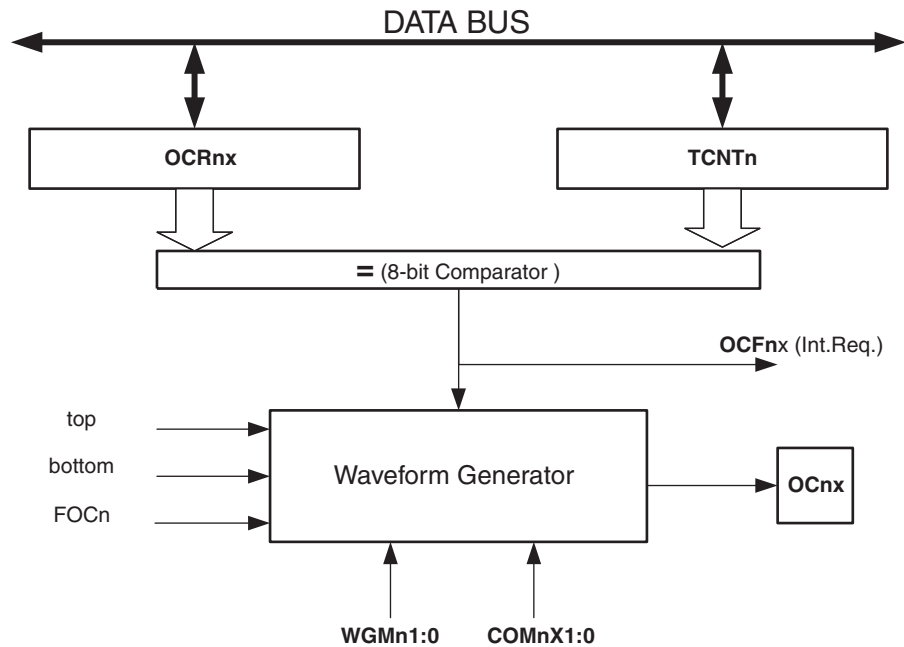 DATA BUS
OCRnx
TCNTn
= (8-bit Comparator )
OCFnx (Int.Req.)
top
bottom
FOCn
Waveform Generator
OCnx
WGMn1:0
COMnX1:0